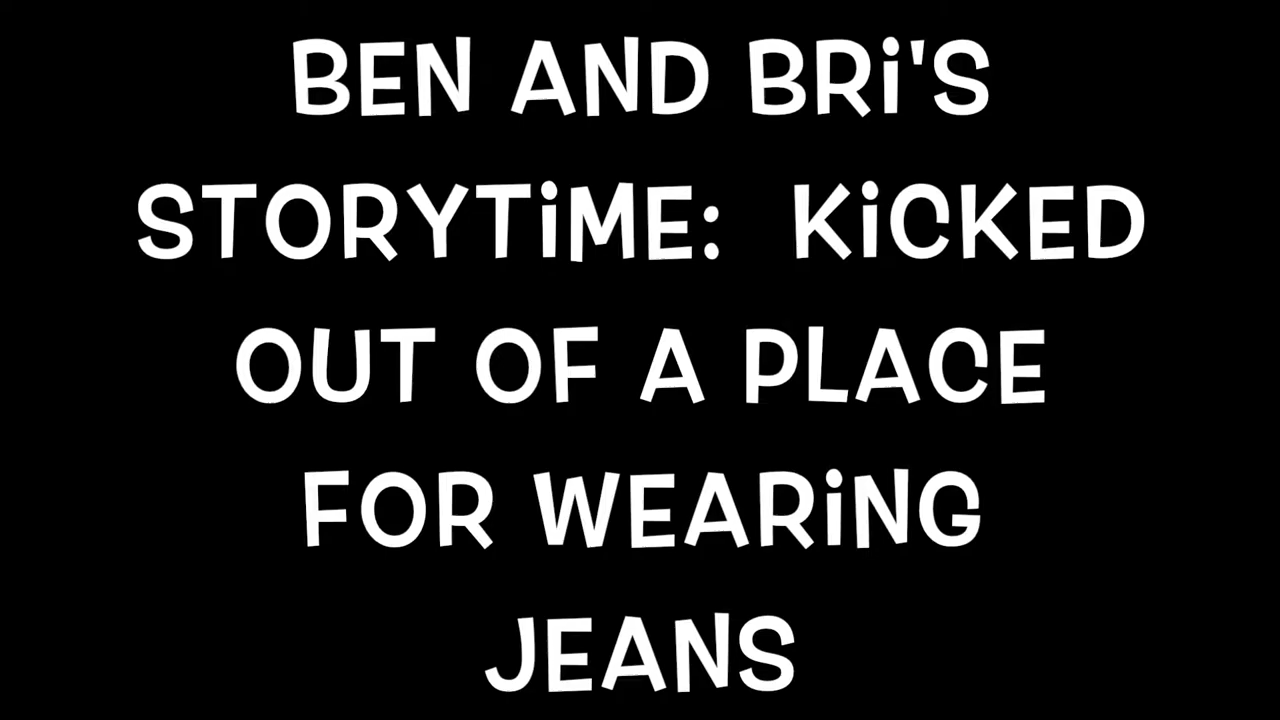 BEN AND BRi'S
STORYTiME:  KiCKED
OUT OF A PLACE
FOR WEARiNG
JEANS